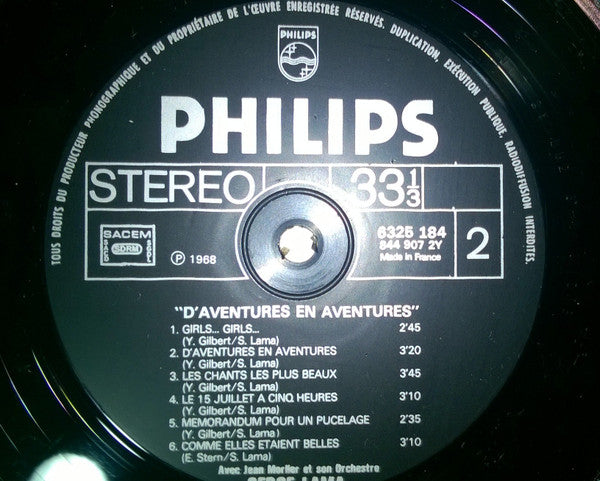 TOUS DROITS DU PRODUCTEUR PHONOGRAPHIQUE ET DU PROPRIÉTAIRE DE L'ŒUVRE ENREGISTRÉE RÉSERVÉS. DUPLICATION, EXÉCUTION PUBLIQUE, RADIODIFFUSION INTERDITES.
PHILIPS
PHILIPS
STEREO 33 1/3
SACEM
SACD SDRM SGDL
Ⓟ 1968
6325 184
844 907 2Y
Made in France
2
"D'AVENTURES EN AVENTURES"
1. GIRLS... GIRLS... 2'45
(Y. Gilbert/S. Lama)
2. D'AVENTURES EN AVENTURES 3'20
(Y. Gilbert/S. Lama)
3. LES CHANTS LES PLUS BEAUX 3'45
(Y. Gilbert/S. Lama)
4. LE 15 JUILLET A CINQ HEURES 3'10
(Y. Gilbert/S. Lama)
5. MEMORANDUM POUR UN PUCELAGE 2'35
(Y. Gilbert/S. Lama)
6. COMME ELLES ETAIENT BELLES 3'10
(E. Stern/S. Lama)
Avec Jean Morlier et son Orchestre
SERGE LAMA